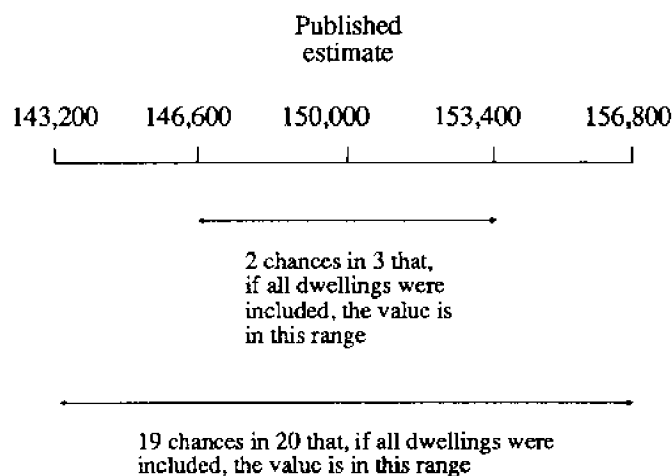 Published
estimate
143,200 146,600 150,000 153,400 156,800
2 chances in 3 that,
if all dwellings were
included, the value is
in this range
19 chances in 20 that, if all dwellings were
included, the value is in this range